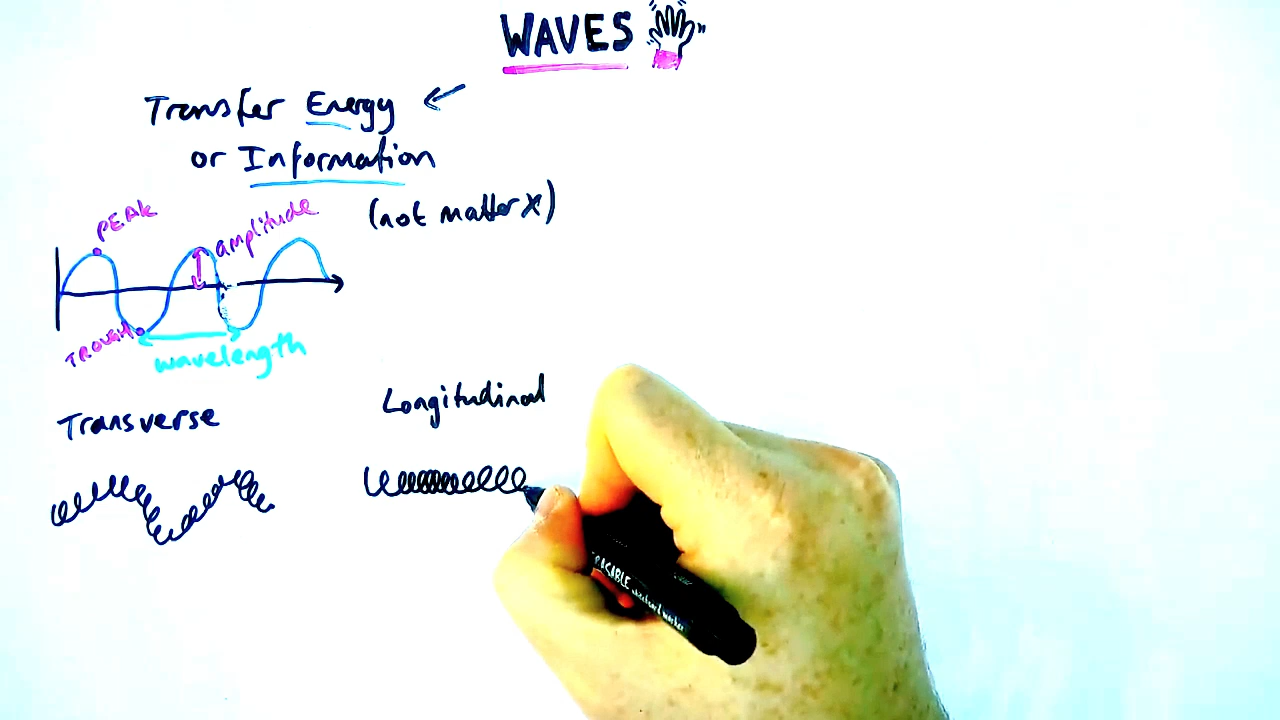 WAVES
Transfer Energy
or Information
(not matter X)
PEAK
amplitude
TROUGH
wavelength
Transverse
Longitudinal